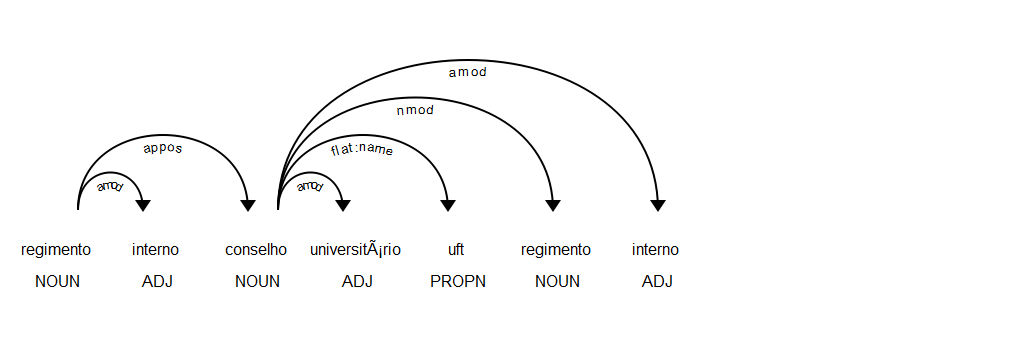 amod
nmod
appos
flat:name
amod
amod
regimento interno conselho universitÃ¡rio uft regimento interno
NOUN ADJ NOUN ADJ PROPN NOUN ADJ